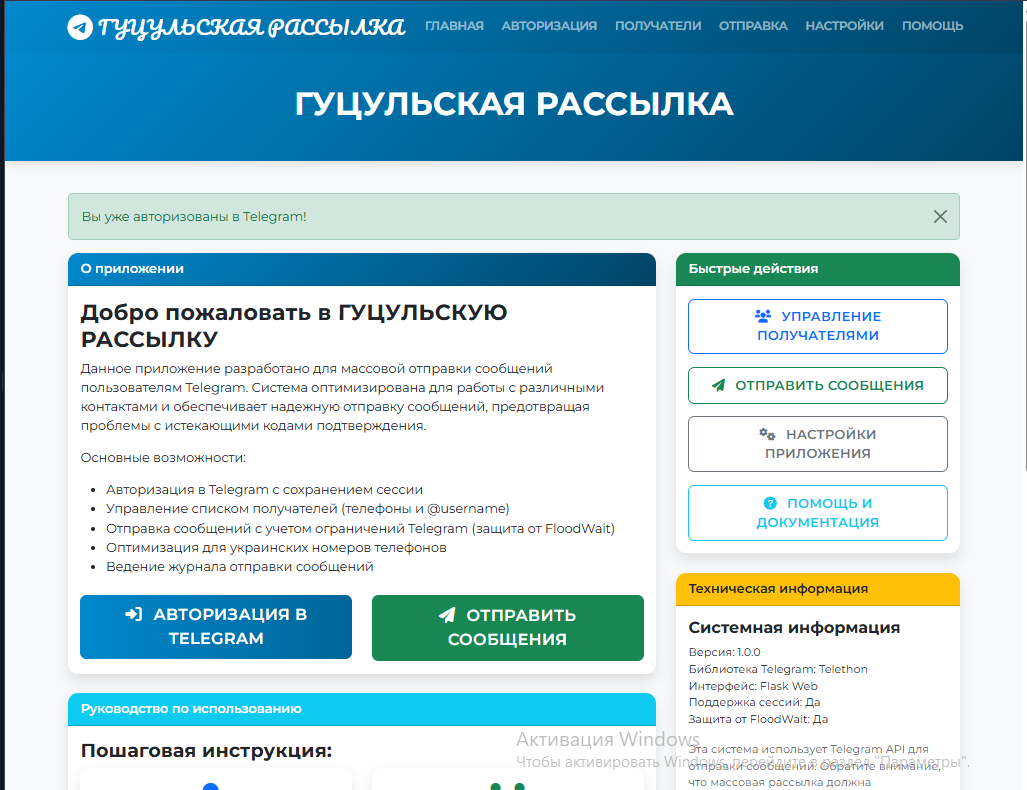 ГУЦУЛЬСКАЯ РАССЫЛКА
ГЛАВНАЯ АВТОРИЗАЦИЯ ПОЛУЧАТЕЛИ ОТПРАВКА НАСТРОЙКИ ПОМОЩЬ
ГУЦУЛЬСКАЯ РАССЫЛКА
Вы уже авторизованы в Telegram!
О приложении
Добро пожаловать в ГУЦУЛЬСКУЮ
РАССЫЛКУ
Данное приложение разработано для массовой отправки сообщений
пользователям Telegram. Система оптимизирована для работы с различными
контактами и обеспечивает надежную отправку сообщений, предотвращая
проблемы с истекающими кодами подтверждения.
Основные возможности:
Авторизация в Telegram с сохранением сессии
Управление списком получателей (телефоны и @username)
Отправка сообщений с учетом ограничений Telegram (защита от FloodWait)
Оптимизация для украинских номеров телефонов
Ведение журнала отправки сообщений
АВТОРИЗАЦИЯ В
TELEGRAM
ОТПРАВИТЬ
СООБЩЕНИЯ
Руководство по использованию
Пошаговая инструкция:
Быстрые действия
УПРАВЛЕНИЕ
ПОЛУЧАТЕЛЯМИ
ОТПРАВИТЬ СООБЩЕНИЯ
НАСТРОЙКИ
ПРИЛОЖЕНИЯ
ПОМОЩЬ И
ДОКУМЕНТАЦИЯ
Техническая информация
Системная информация
Версия: 1.0.0
Библиотека Telegram: Telethon
Интерфейс: Flask Web
Поддержка сессий: Да
Защита от FloodWait: Да
Эта система использует Telegram API для
отправки сообщений. Обратите внимание,
что массовая рассылка должна
Активация Windows
Чтобы активировать Windows, перейдите в раздел "Параметры".